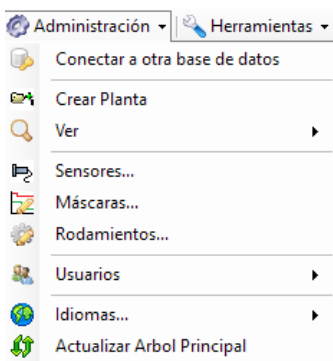 Administración Herramientas
Conectar a otra base de datos
Crear Planta
Ver
Sensores...
Máscaras...
Rodamientos...
Usuarios
Idiomas...
Actualizar Arbol Principal